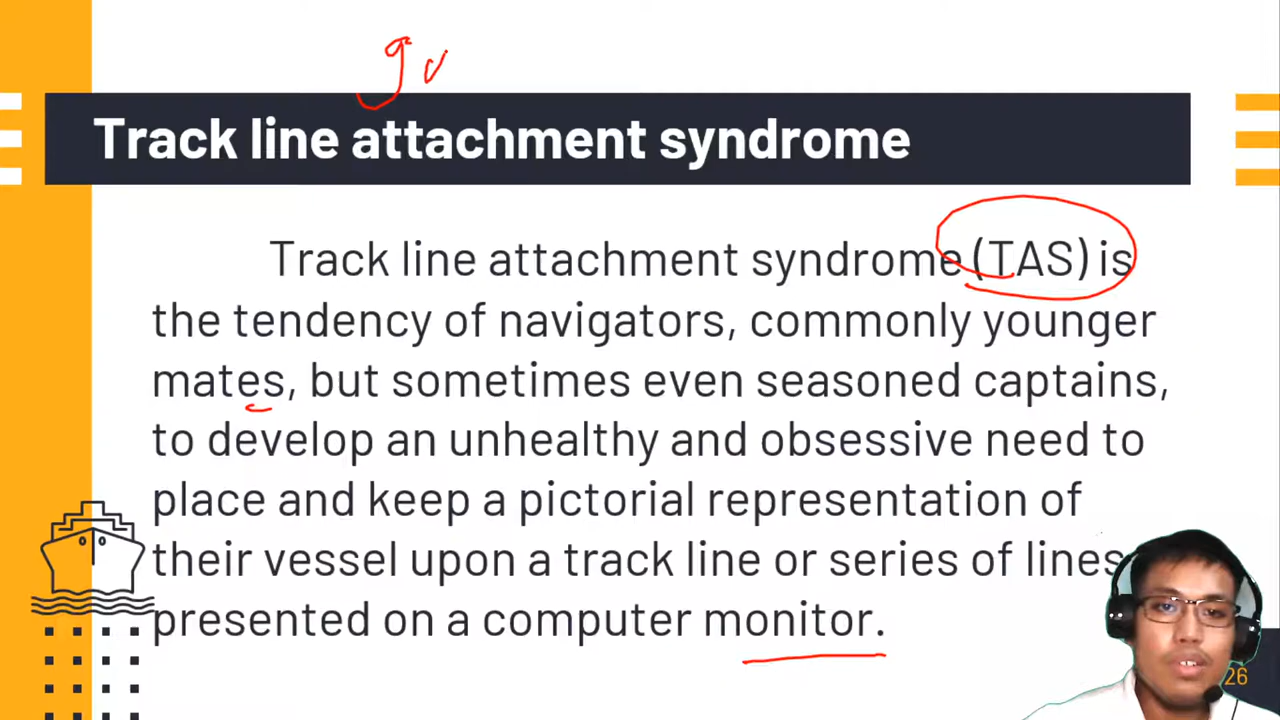 Track line attachment syndrome
Track line attachment syndrome (TAS) is
the tendency of navigators, commonly younger
mates, but sometimes even seasoned captains,
to develop an unhealthy and obsessive need to
place and keep a pictorial representation of
their vessel upon a track line or series of lines
presented on a computer monitor.
26